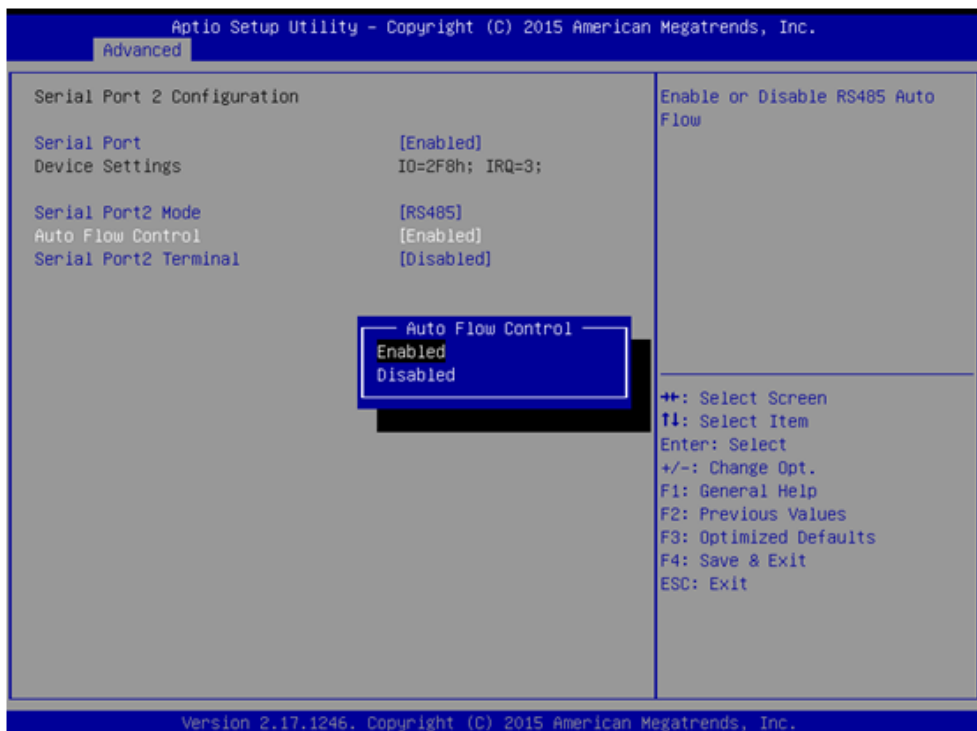 Aptio Setup Utility – Copyright (C) 2015 American Megatrends, Inc.
Advanced
Serial Port 2 Configuration
Serial Port [Enabled]
Device Settings IO=2F8h; IRQ=3;
Serial Port2 Mode [RS485]
Auto Flow Control [Enabled]
Serial Port2 Terminal [Disabled]
Auto Flow Control
Enabled
Disabled
Enable or Disable RS485 Auto
Flow
→←: Select Screen
↑↓: Select Item
Enter: Select
+/-: Change Opt.
F1: General Help
F2: Previous Values
F3: Optimized Defaults
F4: Save & Exit
ESC: Exit
Version 2.17.1246. Copyright (C) 2015 American Megatrends, Inc.